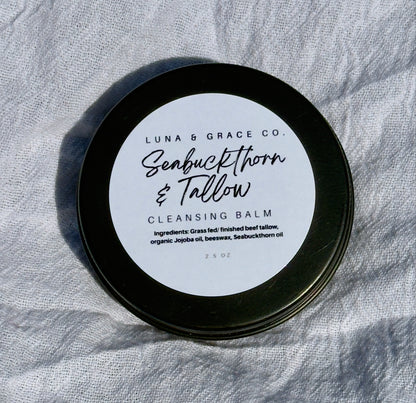 LUNA & GRACE CO.
Seabuckthorn
& Tallow
CLEANSING BALM
Ingredients: Grass fed/ finished beef tallow,
organic Jojoba oil, beeswax, Seabuckthorn oil
2.5 OZ